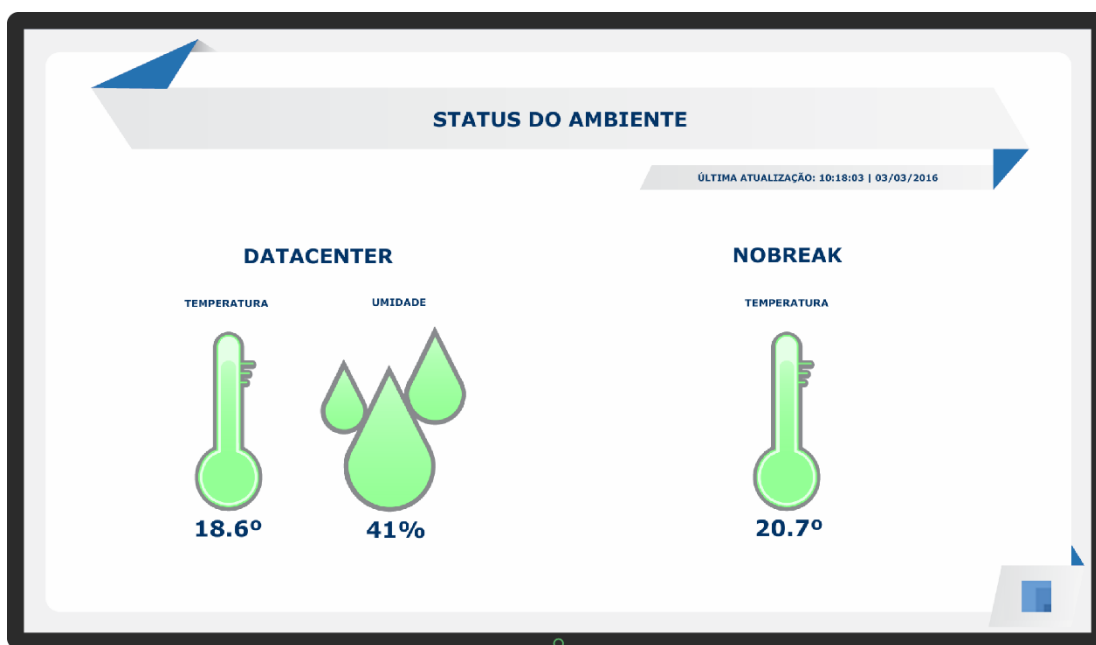 STATUS DO AMBIENTE
ÚLTIMA ATUALIZAÇÃO: 10:18:03 | 03/03/2016
DATACENTER
TEMPERATURA
UMIDADE
18.6º
41%
NOBREAK
TEMPERATURA
20.7º